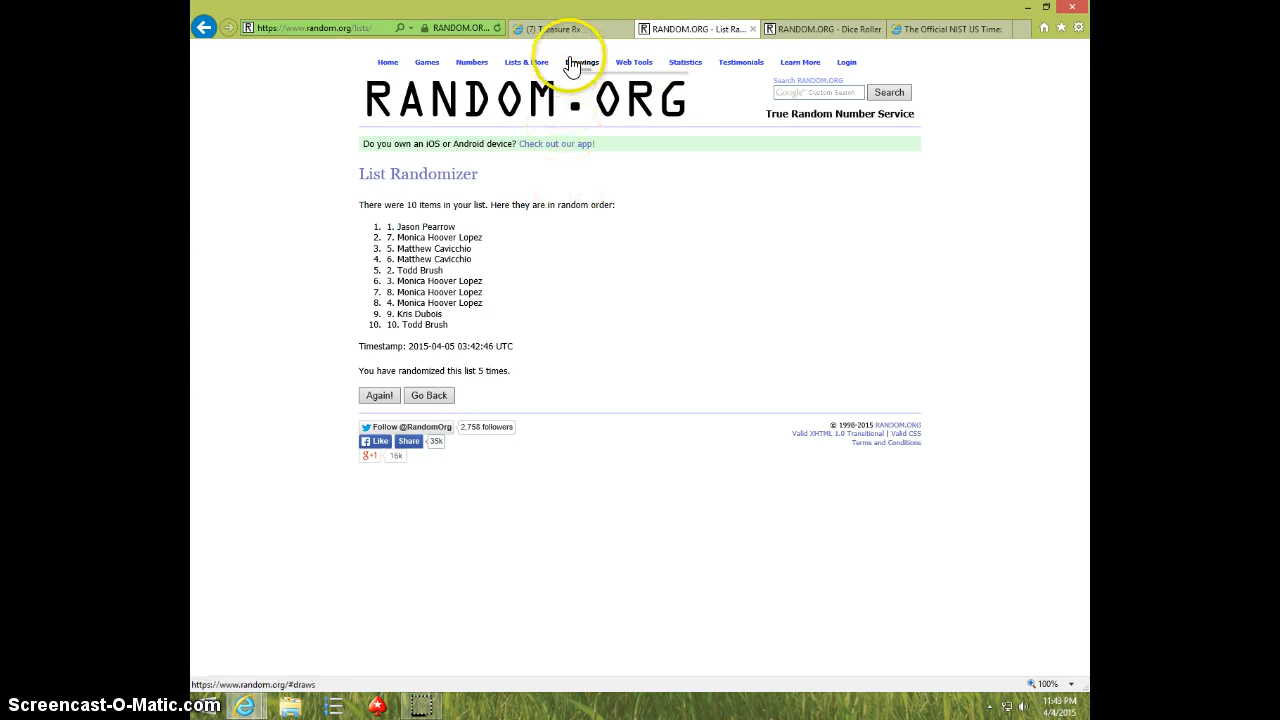 https://www.random.org/lists/
RANDOM.OR...
(7) Treasure Rx ...
RANDOM.ORG - List Ra...
RANDOM.ORG - Dice Roller
The Official NIST US Time:
Home Games Numbers Lists & More Web Tools Statistics Testimonials Learn More Login
Search RANDOM.ORG
RANDOM.ORG
Google™ Custom Search
Search
True Random Number Service
Do you own an iOS or Android device? Check out our app!
List Randomizer
There were 10 items in your list. Here they are in random order:
1. 1. Jason Pearrow
2. 7. Monica Hoover Lopez
3. 5. Matthew Cavicchio
4. 6. Matthew Cavicchio
5. 2. Todd Brush
6. 3. Monica Hoover Lopez
7. 8. Monica Hoover Lopez
8. 4. Monica Hoover Lopez
9. 9. Kris Dubois
10. 10. Todd Brush
Timestamp: 2015-04-05 03:42:46 UTC
You have randomized this list 5 times.
Again! Go Back
Follow @RandomOrg 2,758 followers
Like Share 35k
g+1 16k
© 1998-2015 RANDOM.ORG
Valid XHTML 1.0 Transitional | Valid CSS
Terms and Conditions
https://www.random.org/#draws
100%
Screencast-O-Matic.com
11:43 PM
4/4/2015